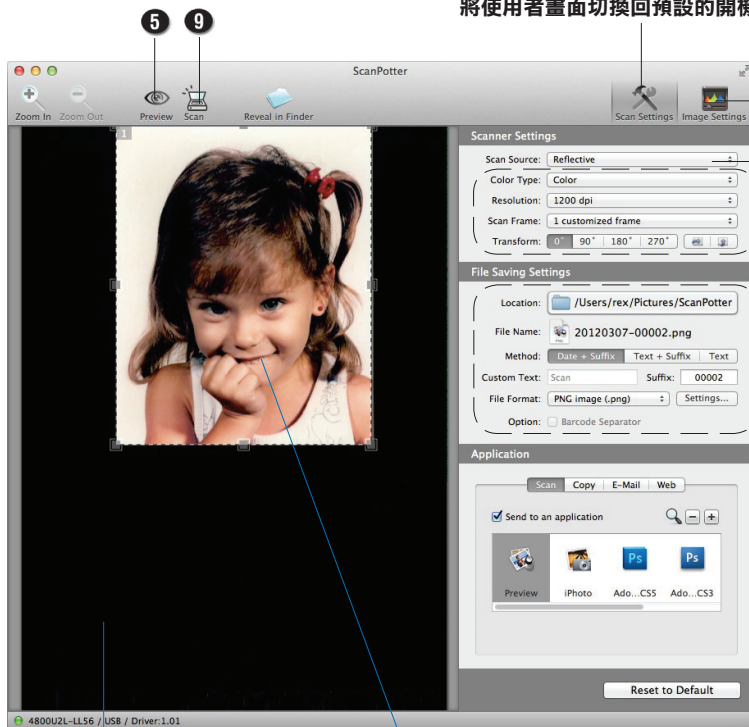 將使用者畫面切換回預設的開機
5 9
ScanPotter
Zoom In Zoom Out Preview Scan Reveal in Finder Scan Settings Image Settings
1
Scanner Settings
Scan Source: Reflective
Color Type: Color
Resolution: 1200 dpi
Scan Frame: 1 customized frame
Transform: 0° 90° 180° 270°
File Saving Settings
Location: /Users/rex/Pictures/ScanPotter
File Name: 20120307-00002.png
Method: Date + Suffix Text + Suffix Text
Custom Text: Scan Suffix: 00002
File Format: PNG image (.png) Settings...
Option: Barcode Separator
Application
Scan Copy E-Mail Web
Send to an application
Ps Ps
Preview iPhoto Ado...CS5 Ado...CS3
Reset to Default
4800U2L-LL56 / USB / Driver:1.01